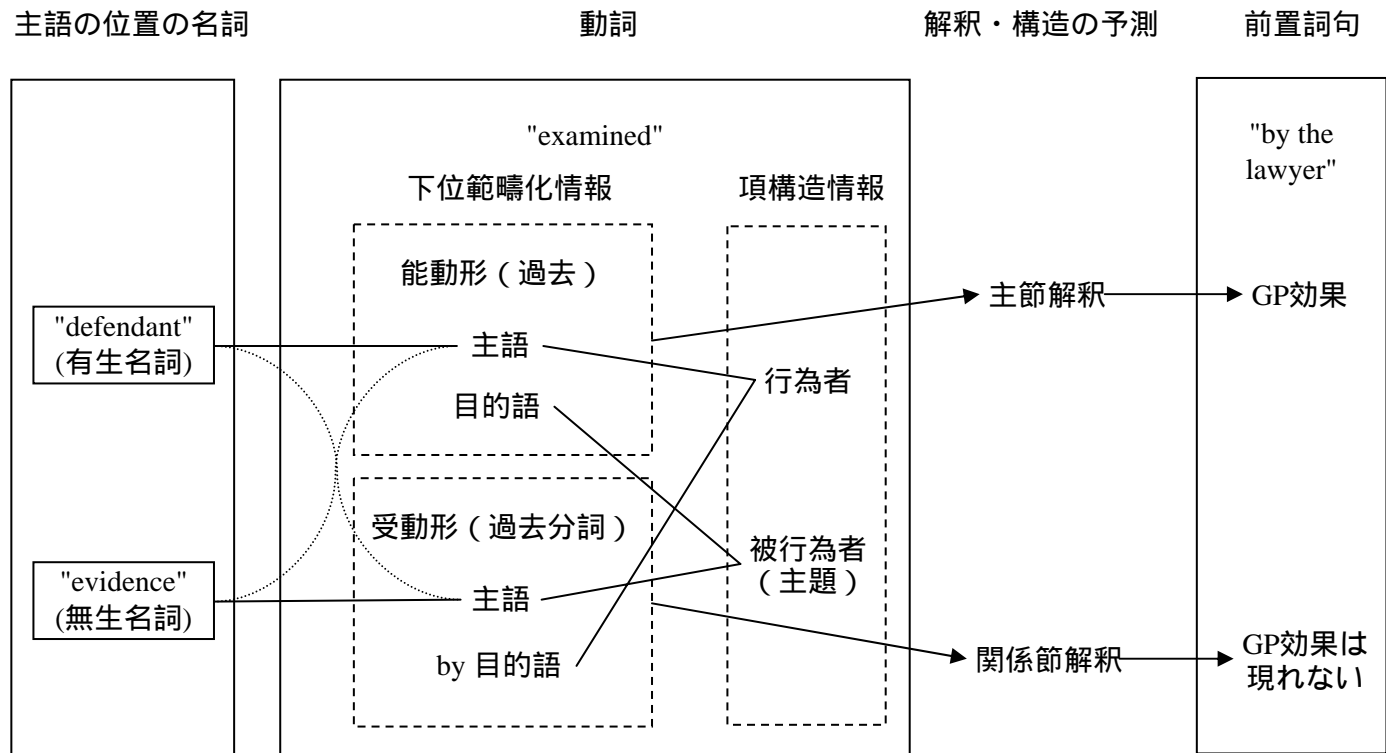 主語の位置の名詞
動詞
解釈・構造の予測
前置詞句
"examined"
"by the
lawyer"
下位範疇化情報
項構造情報
能動形（過去）
主節解釈
GP効果
"defendant"
(有生名詞)
主語
行為者
目的語
受動形（過去分詞）
被行為者
（主題）
"evidence"
(無生名詞)
主語
by 目的語
関係節解釈
GP効果は
現れない